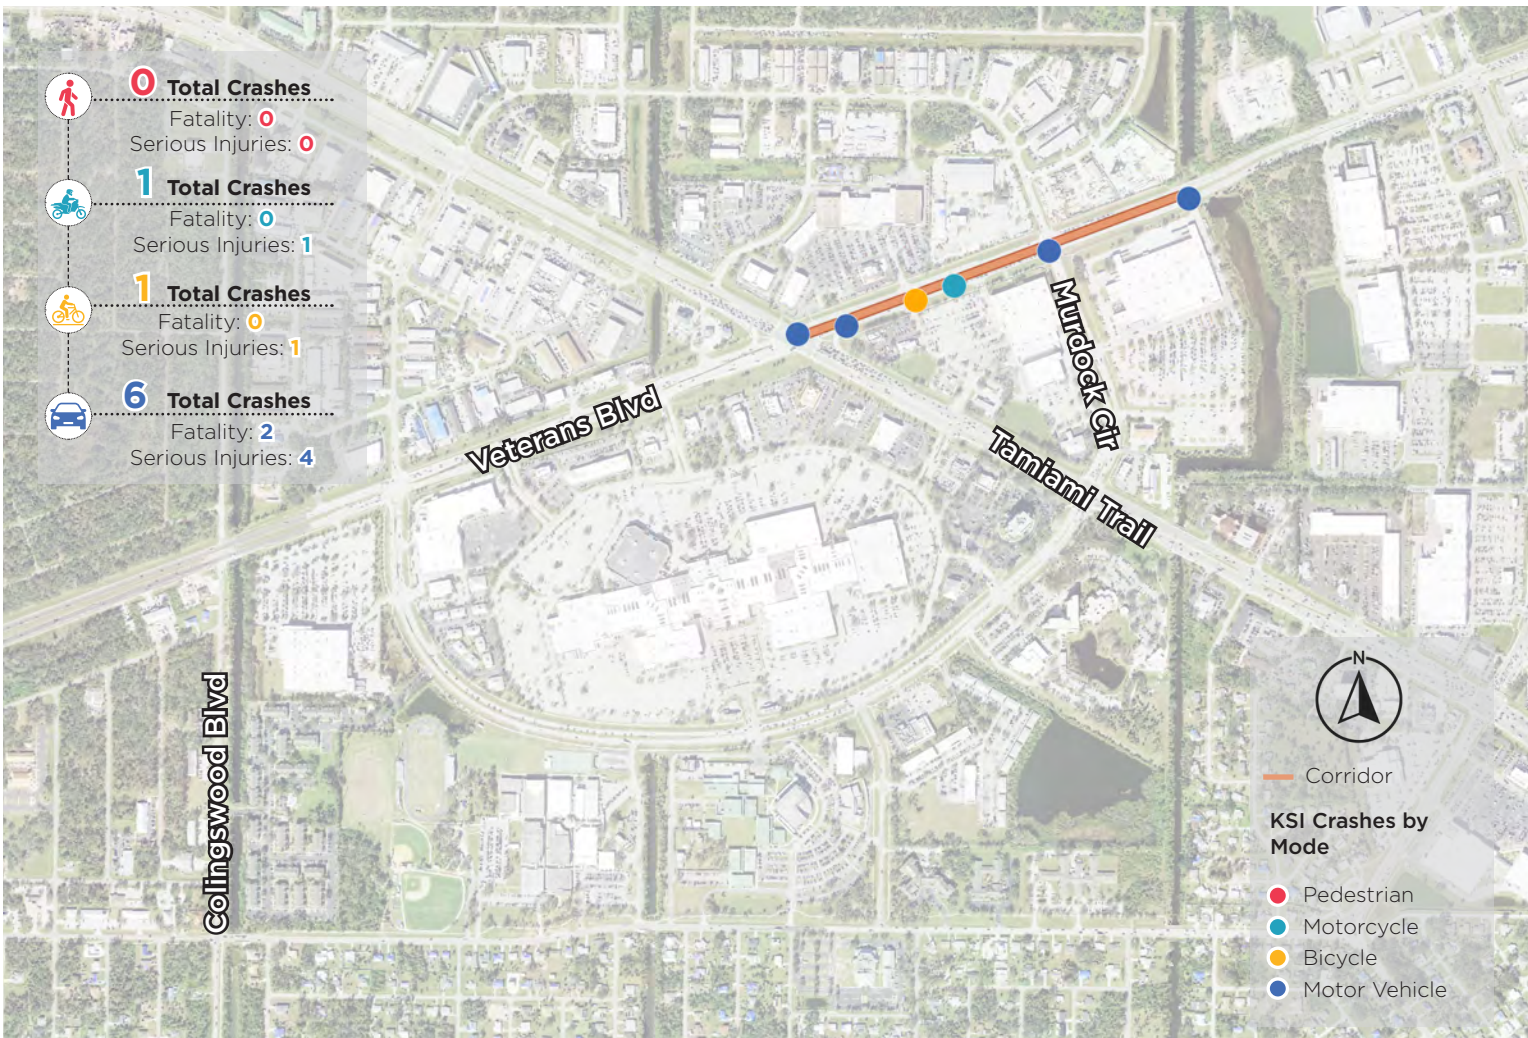 0 Total Crashes
Fatality: 0
Serious Injuries: 0
1 Total Crashes
Fatality: 0
Serious Injuries: 1
1 Total Crashes
Fatality: 0
Serious Injuries: 1
6 Total Crashes
Fatality: 2
Serious Injuries: 4
Veterans Blvd
Murdock Cir
Tamiami Trail
Colingswood Blvd
N
Corridor
KSI Crashes by
Mode
Pedestrian
Motorcycle
Bicycle
Motor Vehicle